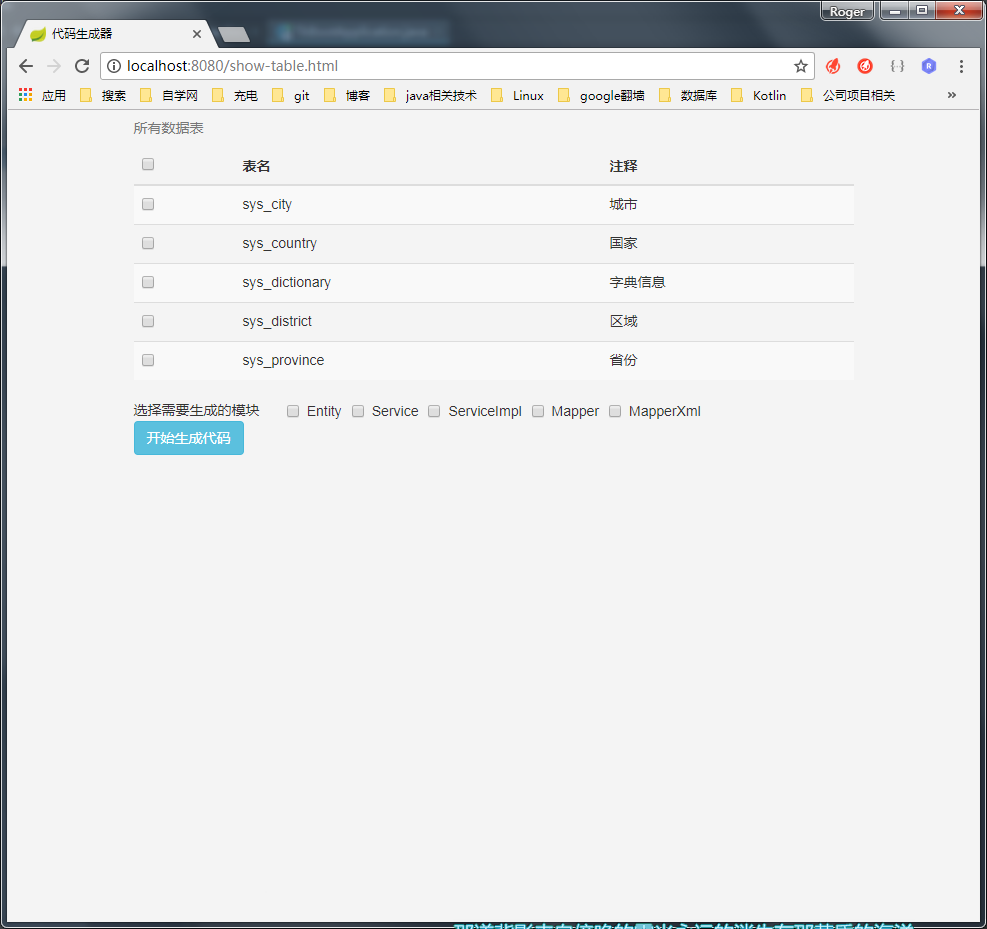 Roger
代码生成器
localhost:8080/show-table.html
应用 搜索 自学网 充电 git 博客 java相关技术 Linux google翻墙 数据库 Kotlin 公司项目相关 »
所有数据表
表名 注释
sys_city 城市
sys_country 国家
sys_dictionary 字典信息
sys_district 区域
sys_province 省份
选择需要生成的模块 Entity Service ServiceImpl Mapper MapperXml
开始生成代码